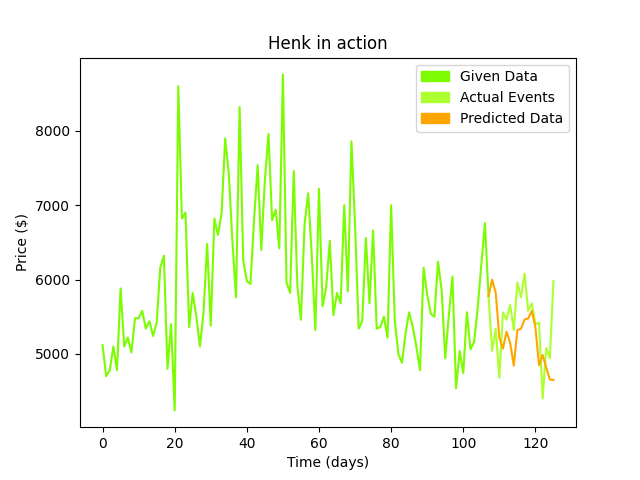 Henk in action
Given Data
Actual Events
Predicted Data
Price ($)
8000
7000
6000
5000
0 20 40 60 80 100 120
Time (days)